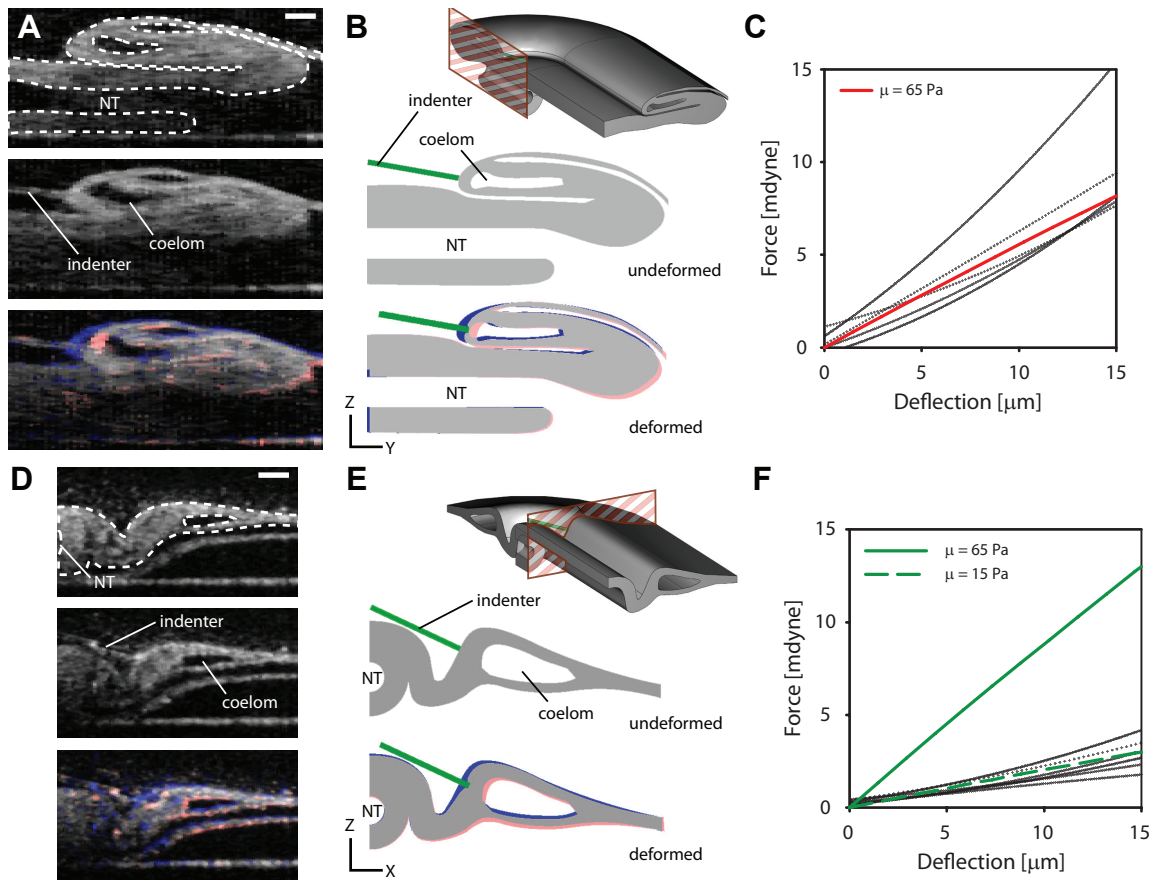 A
NT
indenter
coelom
B
indenter
coelom
NT
undeformed
NT
Z
Y
deformed
C
15
10
5
0
Force [mdyne]
μ = 65 Pa
0
5
10
15
Deflection [μm]
D
NT
indenter
coelom
E
indenter
NT
coelom
undeformed
NT
Z
X
deformed
F
15
10
5
0
Force [mdyne]
μ = 65 Pa
μ = 15 Pa
0
5
10
15
Deflection [μm]